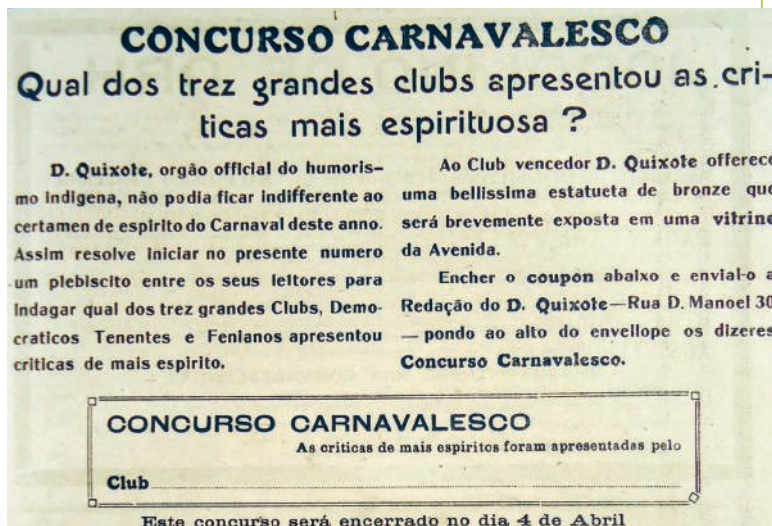 CONCURSO CARNAVALESCO
Qual dos trez grandes clubs apresentou as cri-
ticas mais espirituosa ?
D. Quixote, orgão official do humoris-
mo indigena, não podia ficar indifferente ao
certamen de espirito do Carnaval deste anno.
Assim resolve iniciar no presente numero
um plebiscito entre os seus leitores para
indagar qual dos trez grandes Clubs, Demo-
craticos Tenentes e Fenianos apresentou
criticas de mais espirito.
Ao Club vencedor D. Quixote offerece
uma bellissima estatueta de bronze que
será brevemente exposta em uma vitrine
da Avenida.
Encher o coupon abaixo e envial-o a
Redação do D. Quixote—Rua D. Manoel 30
— pondo ao alto do envellope os dizeres
Concurso Carnavalesco.
CONCURSO CARNAVALESCO
As criticas de mais espiritos foram apresentadas pelo
Club
Este concurso será encerrado no dia 4 de Abril